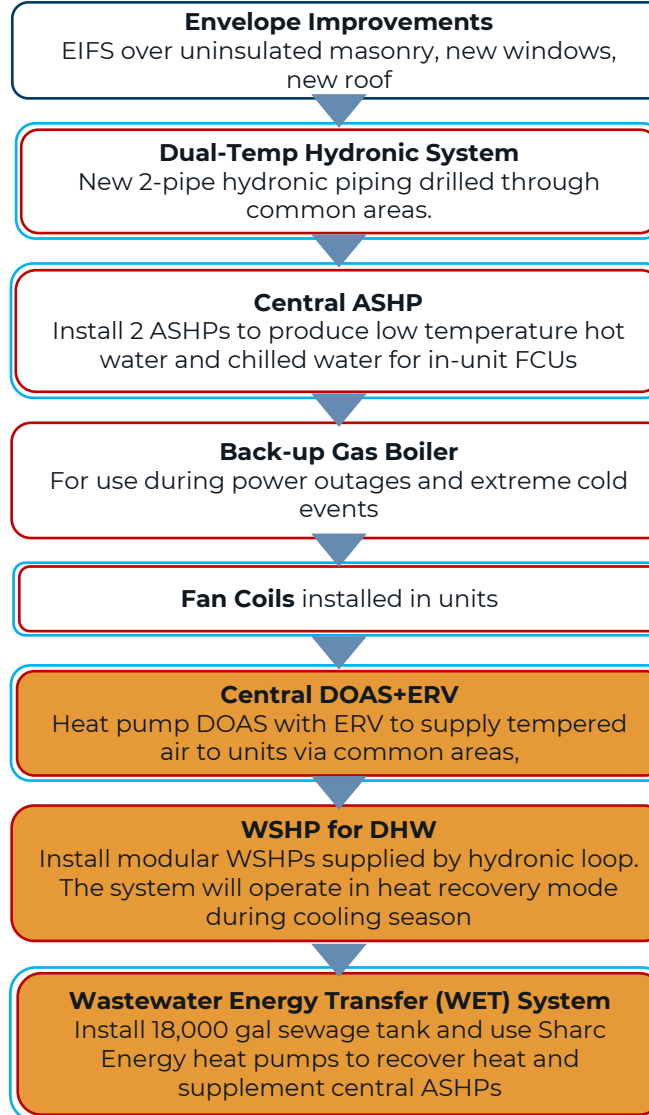 Envelope Improvements
EIFS over uninsulated masonry, new windows,
new roof
Dual-Temp Hydronic System
New 2-pipe hydronic piping drilled through
common areas.
Central ASHP
Install 2 ASHPs to produce low temperature hot
water and chilled water for in-unit FCUs
Back-up Gas Boiler
For use during power outages and extreme cold
events
Fan Coils installed in units
Central DOAS+ERV
Heat pump DOAS with ERV to supply tempered
air to units via common areas,
WSHP for DHW
Install modular WSHPs supplied by hydronic loop.
The system will operate in heat recovery mode
during cooling season
Wastewater Energy Transfer (WET) System
Install 18,000 gal sewage tank and use Sharc
Energy heat pumps to recover heat and
supplement central ASHPs